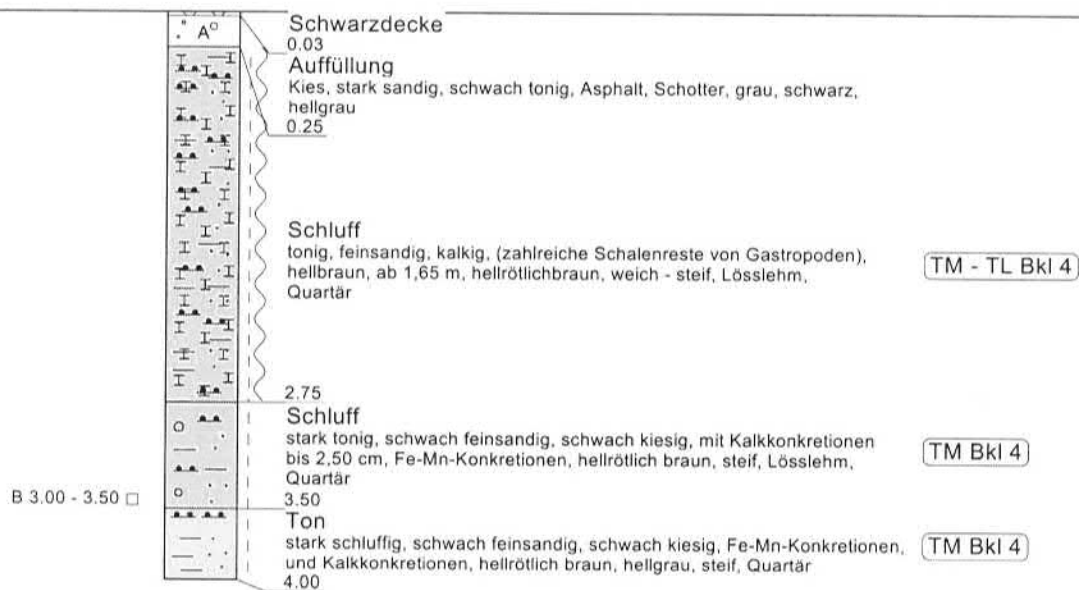 A
Schwarzdecke
0.03
Auffüllung
Kies, stark sandig, schwach tonig, Asphalt, Schotter, grau, schwarz,
hellgrau
0.25
Schluff
tonig, feinsandig, kalkig, (zahlreiche Schalenreste von Gastropoden),
hellbraun, ab 1,65 m, hellrötlichbraun, weich - steif, Lösslehm,
Quartär
TM - TL Bkl 4
2.75
Schluff
stark tonig, schwach feinsandig, schwach kiesig, mit Kalkkonkretionen
bis 2,50 cm, Fe-Mn-Konkretionen, hellrötlich braun, steif, Lösslehm,
Quartär
TM Bkl 4
B 3.00 - 3.50
3.50
Ton
stark schluffig, schwach feinsandig, schwach kiesig, Fe-Mn-Konkretionen,
und Kalkkonkretionen, hellrötlich braun, hellgrau, steif, Quartär
TM Bkl 4
4.00